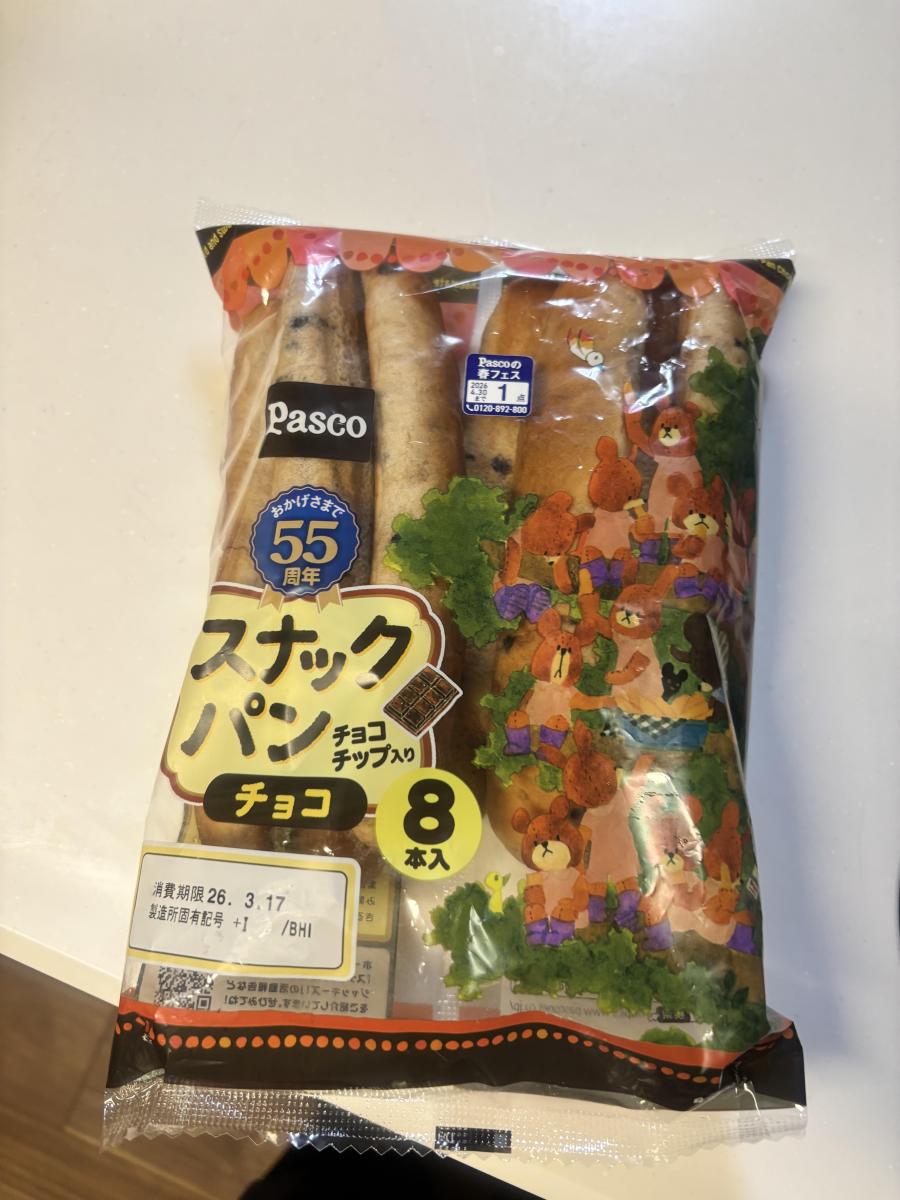 Pasco
Pascoの
春フェス
2026
4.30
まで
1
点
0120-892-800
おかげさまで
55
周年
スナック
パン
チョコ
チップ入り
チョコ
8
本入
消費期限 26. 3.17
製造所固有記号 +I /BHI